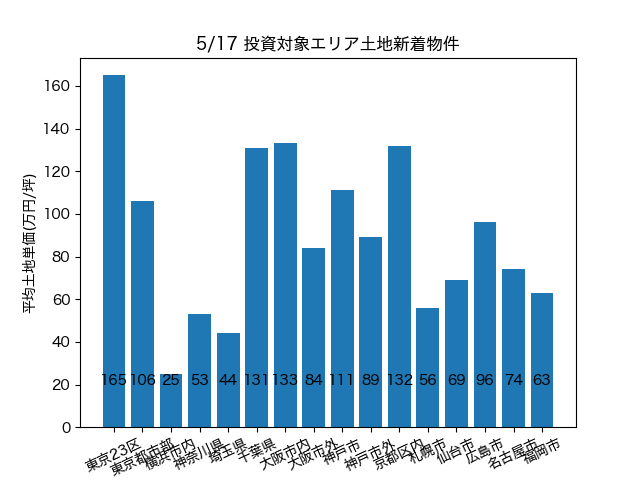 5/17 投資対象エリア土地新着物件
平均土地単価(万円/坪)
160
140
120
100
80
60
40
20
0
165 106 25 53 44 131 133 84 111 89 132 56 69 96 74 63
東京23区
東京都市部
横浜市内
神奈川県
埼玉県
千葉県
大阪市内
大阪市外
神戸市
神戸市外
京都区内
札幌市
仙台市
広島市
名古屋市
福岡市